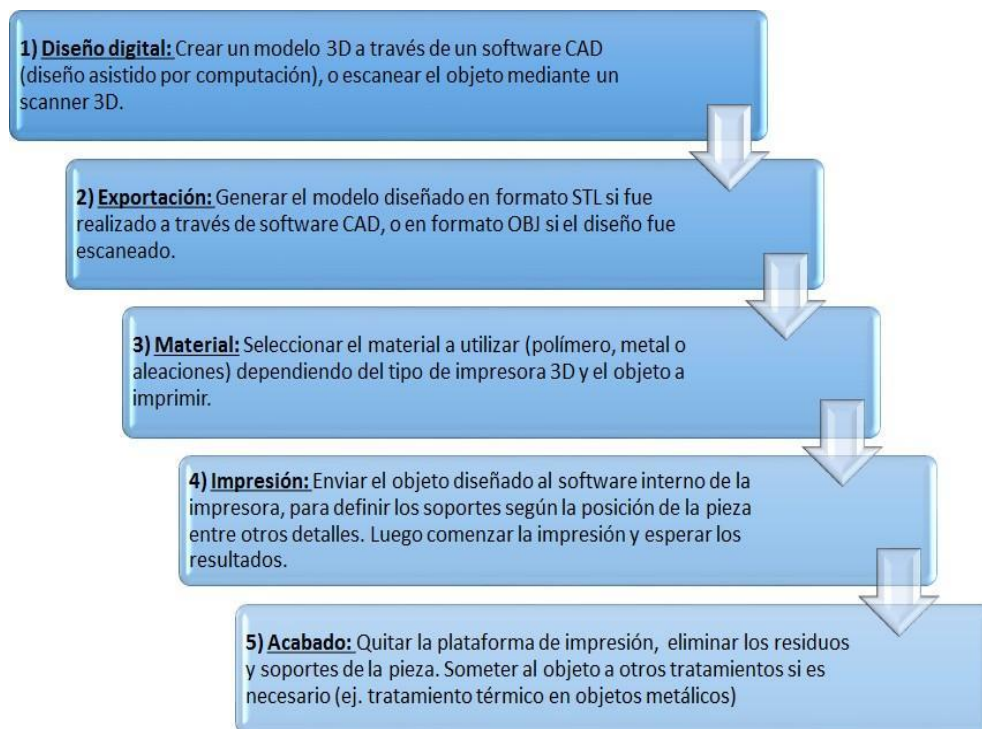 1) Diseño digital: Crear un modelo 3D a través de un software CAD
(diseño asistido por computación), o escanear el objeto mediante un
scanner 3D.
2) Exportación: Generar el modelo diseñado en formato STL si fue
realizado a través de software CAD, o en formato OBJ si el diseño fue
escaneado.
3) Material: Seleccionar el material a utilizar (polímero, metal o
aleaciones) dependiendo del tipo de impresora 3D y el objeto a
imprimir.
4) Impresión: Enviar el objeto diseñado al software interno de la
impresora, para definir los soportes según la posición de la pieza
entre otros detalles. Luego comenzar la impresión y esperar los
resultados.
5) Acabado: Quitar la plataforma de impresión, eliminar los residuos
y soportes de la pieza. Someter al objeto a otros tratamientos si es
necesario (ej. tratamiento térmico en objetos metálicos)